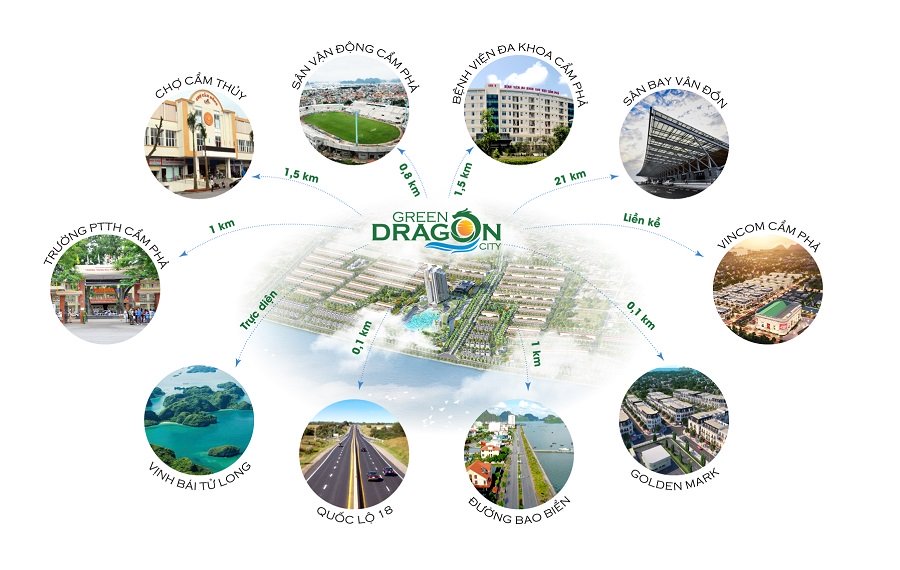 CHỢ CẨM THỦY
SÂN VẬN ĐỘNG CẨM PHẢ
BỆNH VIỆN ĐA KHOA CẨM PHẢ
SÂN BAY VÂN ĐỒN
1,5 km
0,8 km
1,5 km
21 km
TRƯỜNG PTTH CẨM PHẢ
1 km
GREEN
DRAGON
CITY
Liền kề
VINCOM CẨM PHẢ
Trực diện
0,1 km
1 km
0,1 km
VỊNH BÁI TỬ LONG
QUỐC LỘ 18
ĐƯỜNG BAO BIỂN
GOLDEN MARK